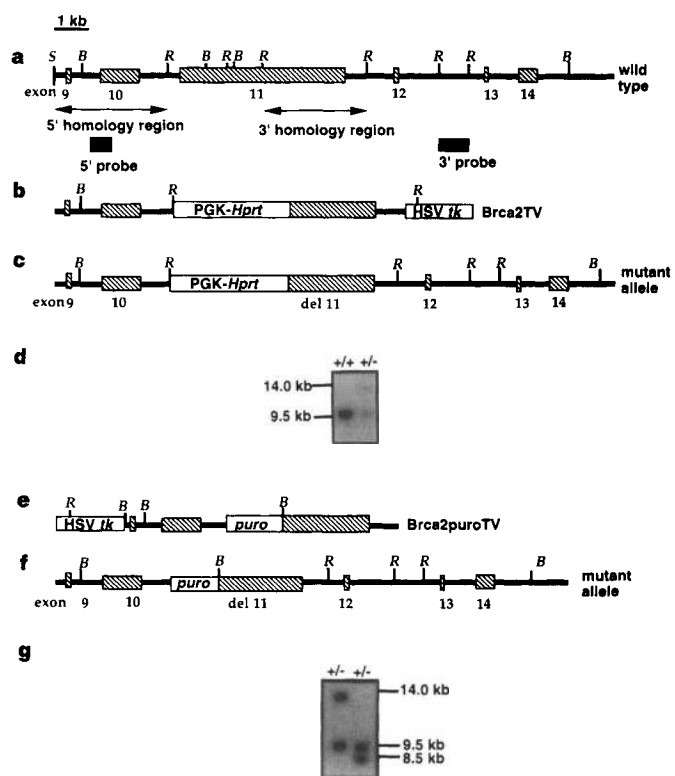 1 kb
a
S B R B R B R R R R B
wild
type
exon 9 10 11 12 13 14
5' homology region
3' homology region
5' probe
3' probe
b
B R R
PGK-Hprt
HSV tk
Brca2TV
c
B R R R R B
PGK-Hprt
mutant
allele
exon 9 10 del 11 12 13 14
d
+/+ +/-
14.0 kb
9.5 kb
e
R B B B
HSV tk
puro
Brca2puroTV
f
B B R R R B
puro
mutant
allele
exon 9 10 del 11 12 13 14
g
+/- +/-
14.0 kb
9.5 kb
8.5 kb